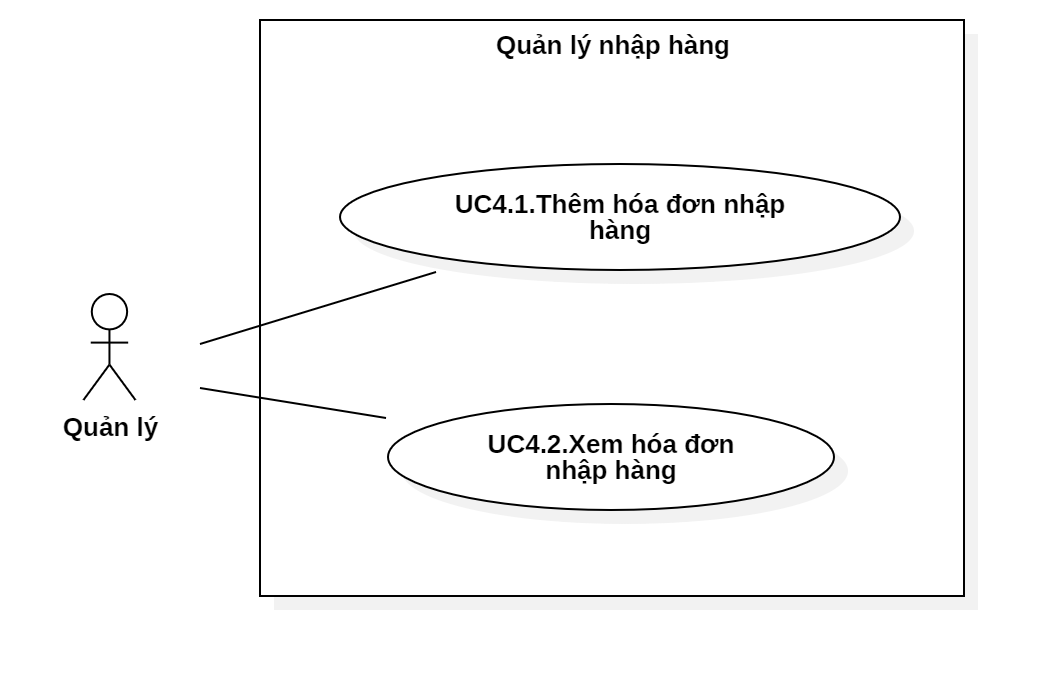 Quản lý nhập hàng
UC4.1.Thêm hóa đơn nhập
hàng
Quản lý
UC4.2.Xem hóa đơn
nhập hàng